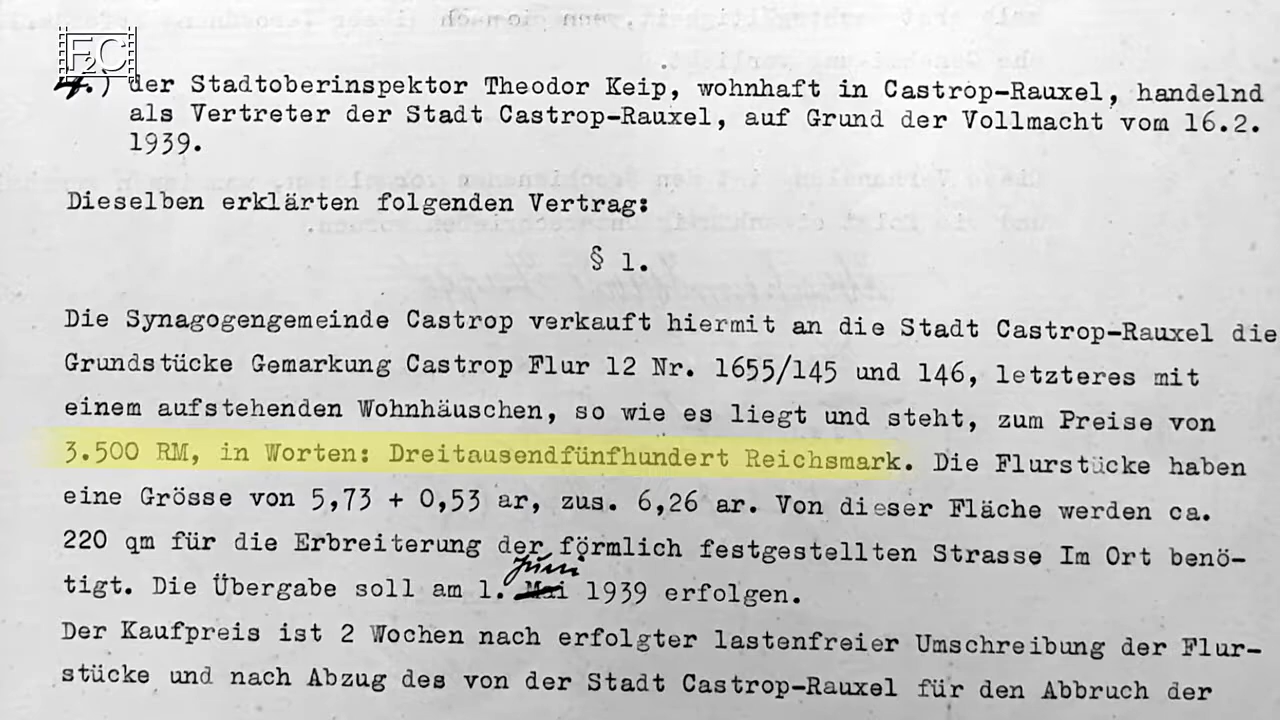 F2C
4.) der Stadtoberinspektor Theodor Keip, wohnhaft in Castrop-Rauxel, handelnd
als Vertreter der Stadt Castrop-Rauxel, auf Grund der Vollmacht vom 16.2.
1939.
Dieselben erklärten folgenden Vertrag:
§ 1.
Die Synagogengemeinde Castrop verkauft hiermit an die Stadt Castrop-Rauxel die
Grundstücke Gemarkung Castrop Flur 12 Nr. 1655/145 und 146, letzteres mit
einem aufstehenden Wohnhäuschen, so wie es liegt und steht, zum Preise von
3.500 RM, in Worten: Dreitausendfünfhundert Reichsmark. Die Flurstücke haben
eine Grösse von 5,73 + 0,53 ar, zus. 6,26 ar. Von dieser Fläche werden ca.
220 qm für die Erbreiterung der förmlich festgestellten Strasse Im Ort benö-
Juni
tigt. Die Übergabe soll am 1. Mai 1939 erfolgen.
Der Kaufpreis ist 2 Wochen nach erfolgter lastenfreier Umschreibung der Flur-
stücke und nach Abzug des von der Stadt Castrop-Rauxel für den Abbruch der